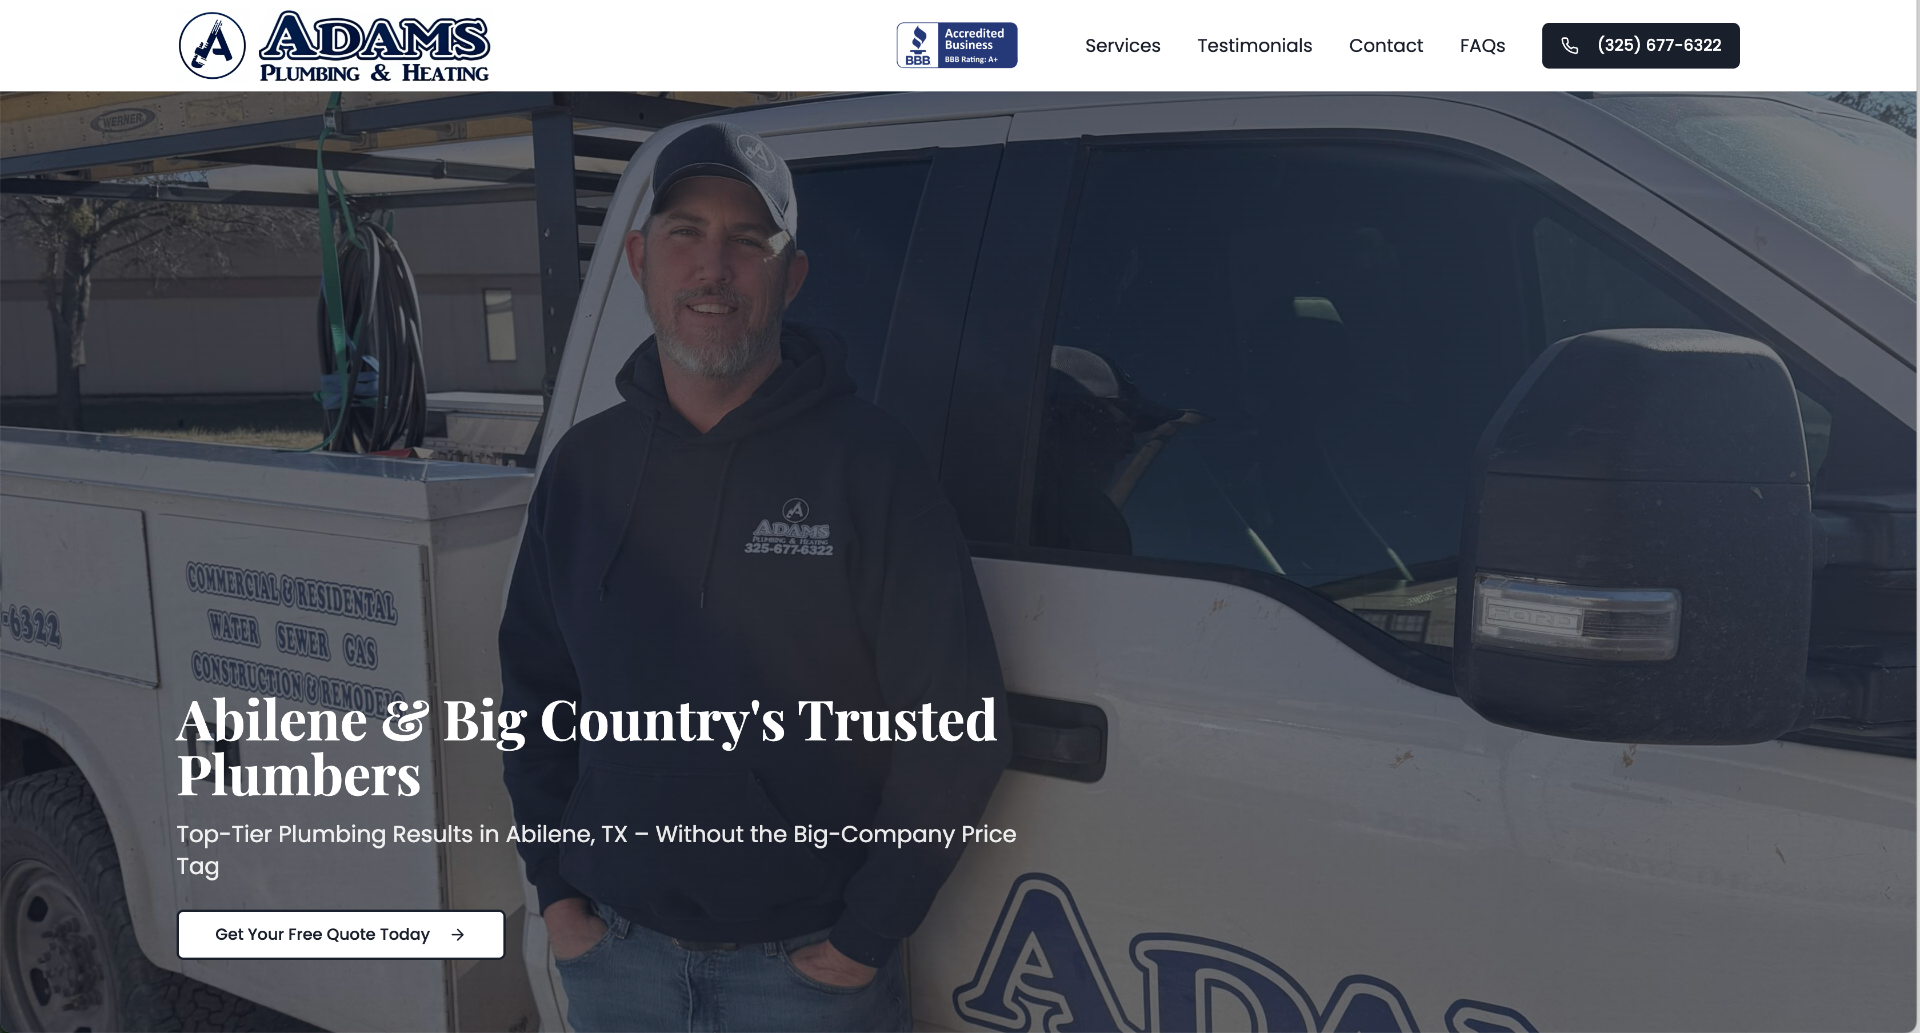 A
ADAMS
PLUMBING & HEATING
BBB
Accredited
Business
BBB Rating: A+
Services
Testimonials
Contact
FAQs
(325) 677-6322
WERNER
A
A
ADAMS
PLUMBING & HEATING
325-677-6322
-6322
COMMERCIAL & RESIDENTAL
WATER SEWER GAS
CONSTRUCTION & REMODELS
FORD
Abilene & Big Country's Trusted
Plumbers
Top-Tier Plumbing Results in Abilene, TX – Without the Big-Company Price
Tag
Get Your Free Quote Today
ADAM